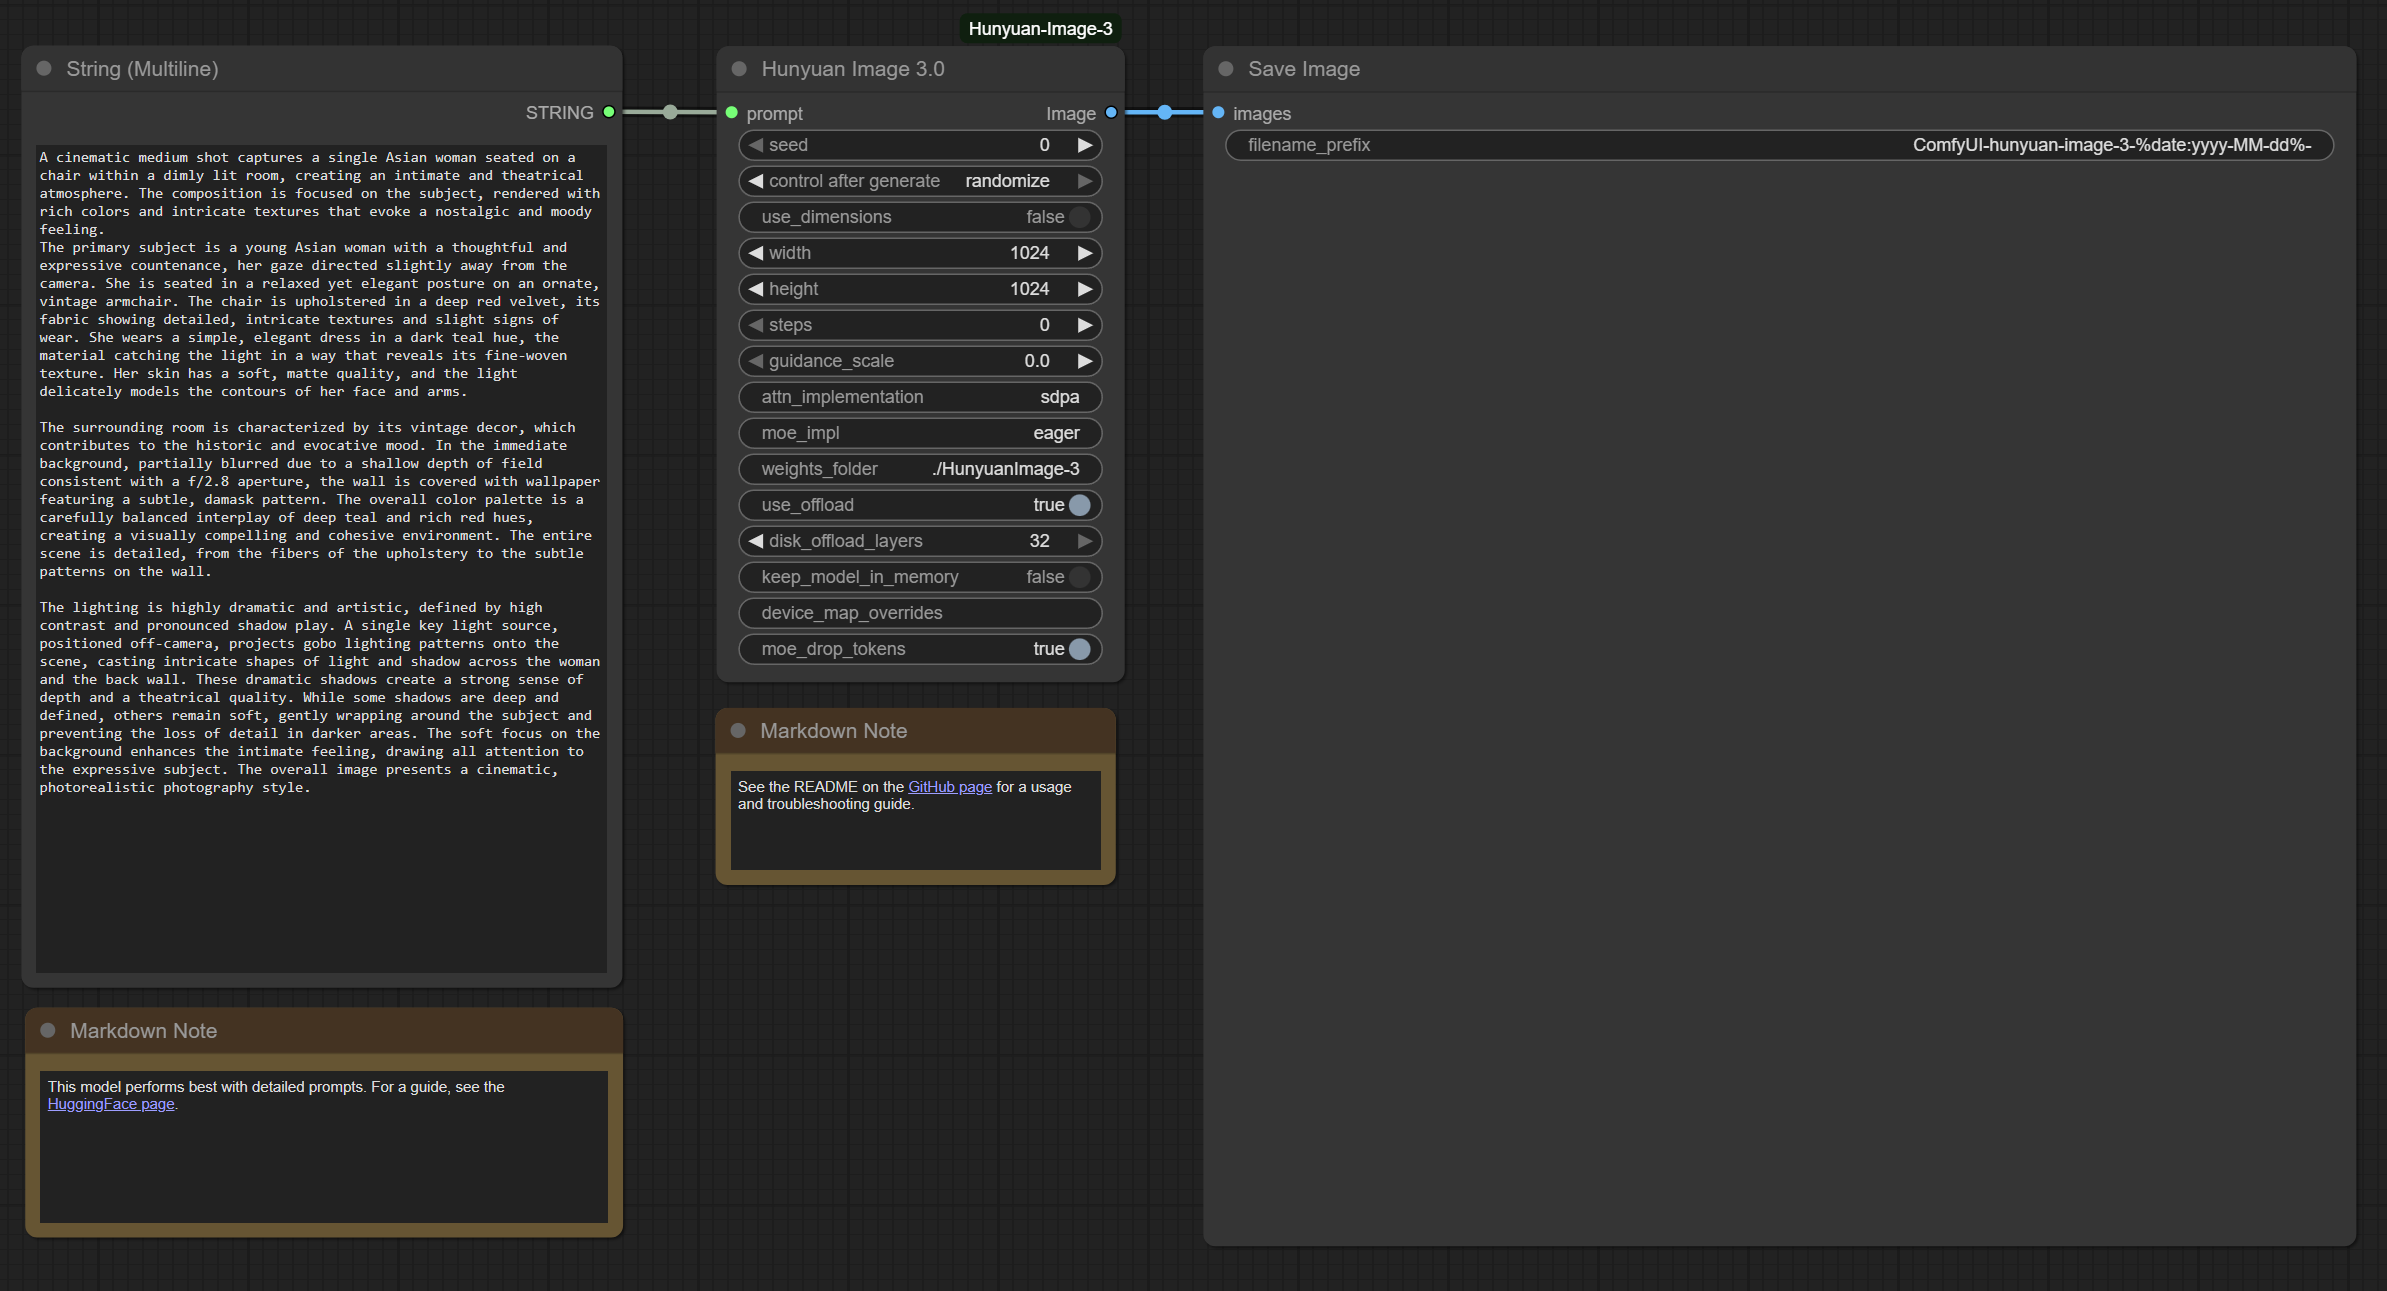 Hunyuan-Image-3
String (Multiline)
STRING
A cinematic medium shot captures a single Asian woman seated on a
chair within a dimly lit room, creating an intimate and theatrical
atmosphere. The composition is focused on the subject, rendered with
rich colors and intricate textures that evoke a nostalgic and moody
feeling.
The primary subject is a young Asian woman with a thoughtful and
expressive countenance, her gaze directed slightly away from the
camera. She is seated in a relaxed yet elegant posture on an ornate,
vintage armchair. The chair is upholstered in a deep red velvet, its
fabric showing detailed, intricate textures and slight signs of
wear. She wears a simple, elegant dress in a dark teal hue, the
material catching the light in a way that reveals its fine-woven
texture. Her skin has a soft, matte quality, and the light
delicately models the contours of her face and arms.
The surrounding room is characterized by its vintage decor, which
contributes to the historic and evocative mood. In the immediate
background, partially blurred due to a shallow depth of field
consistent with a f/2.8 aperture, the wall is covered with wallpaper
featuring a subtle, damask pattern. The overall color palette is a
carefully balanced interplay of deep teal and rich red hues,
creating a visually compelling and cohesive environment. The entire
scene is detailed, from the fibers of the upholstery to the subtle
patterns on the wall.
The lighting is highly dramatic and artistic, defined by high
contrast and pronounced shadow play. A single key light source,
positioned off-camera, projects gobo lighting patterns onto the
scene, casting intricate shapes of light and shadow across the woman
and the back wall. These dramatic shadows create a strong sense of
depth and a theatrical quality. While some shadows are deep and
defined, others remain soft, gently wrapping around the subject and
preventing the loss of detail in darker areas. The soft focus on the
background enhances the intimate feeling, drawing all attention to
the expressive subject. The overall image presents a cinematic,
photorealistic photography style.
Markdown Note
This model performs best with detailed prompts. For a guide, see the
HuggingFace page.
Hunyuan Image 3.0
prompt Image
seed 0
control after generate randomize
use_dimensions false
width 1024
height 1024
steps 0
guidance_scale 0.0
attn_implementation sdpa
moe_impl eager
weights_folder ./HunyuanImage-3
use_offload true
disk_offload_layers 32
keep_model_in_memory false
device_map_overrides
moe_drop_tokens true
Markdown Note
See the README on the GitHub page for a usage
and troubleshooting guide.
Save Image
images
filename_prefix ComfyUI-hunyuan-image-3-%date:yyyy-MM-dd%-